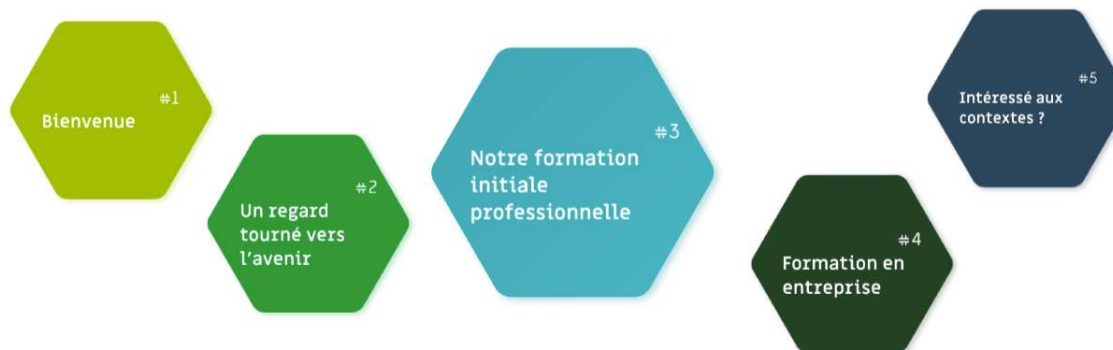 #1
Bienvenue
#2
Un regard
tourné vers
l'avenir
#3
Notre formation
initiale
professionnelle
#4
Formation en
entreprise
#5
Intéressé aux
contextes ?